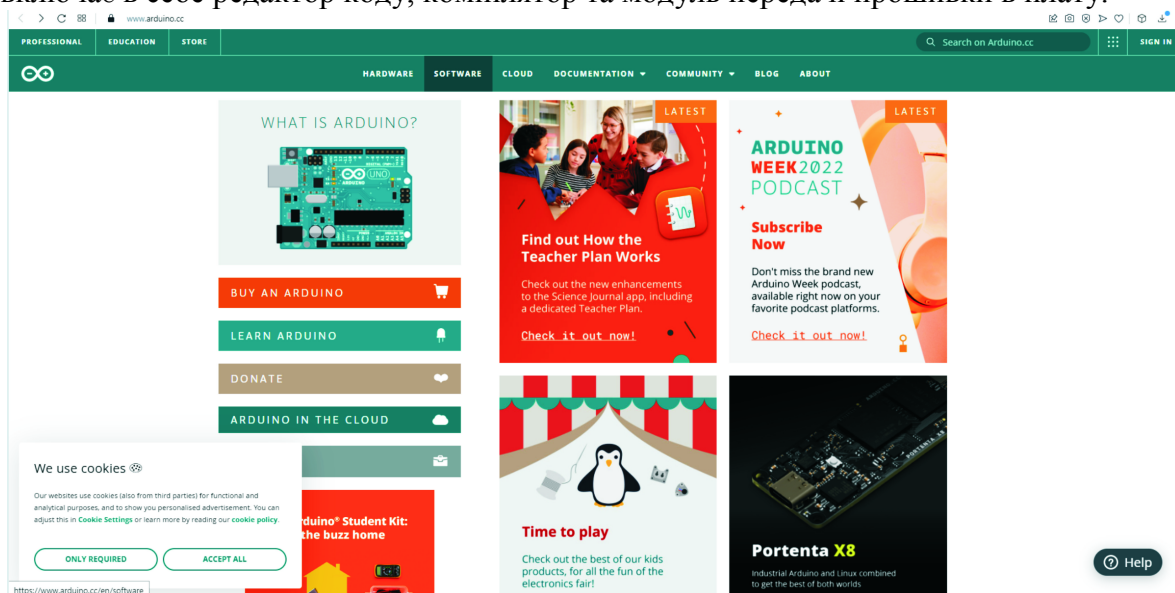 включає в себе редактор коду, компілятор та модуль передачі прошивки в плату.
www.arduino.cc
PROFESSIONAL EDUCATION STORE
Search on Arduino.cc
SIGN IN
HARDWARE SOFTWARE CLOUD DOCUMENTATION COMMUNITY BLOG ABOUT
WHAT IS ARDUINO?
UNO
ARDUINO
BUY AN ARDUINO
LEARN ARDUINO
DONATE
ARDUINO IN THE CLOUD
LATEST
Find out How the
Teacher Plan Works
Check out the new enhancements
to the Science Journal app, including
a dedicated Teacher Plan.
Check it out now!
LATEST
ARDUINO
WEEK2022
PODCAST
Subscribe
Now
Don't miss the brand new
Arduino Week podcast,
available right now on your
favorite podcast platforms.
Check it out now!
Time to play
Check out the best of our kids
products, for all the fun of the
electronics fair!
PORTENTA X8
Portenta X8
Industrial Arduino and Linux combined
to get the best of both worlds
We use cookies
Our websites use cookies (also from third parties) for functional and
analytical purposes, and to show you personalised advertisement. You can
adjust this in Cookie Settings or learn more by reading our cookie policy.
ONLY REQUIRED ACCEPT ALL
rduino® Student Kit:
the buzz home
Help
https://www.arduino.cc/en/software